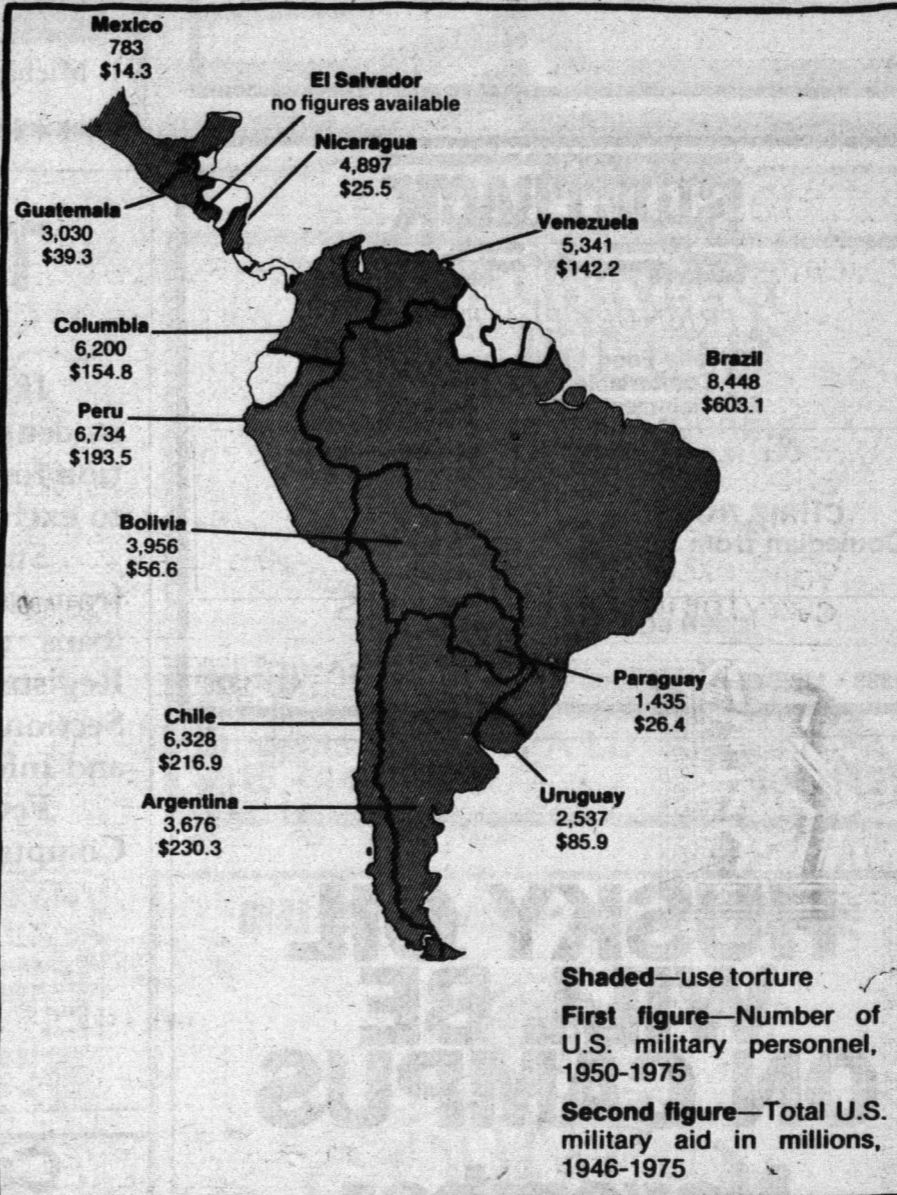 Mexico
783
$14.3
El Salvador
no figures available
Nicaragua
4,897
$25.5
Guatemala
3,030
$39.3
Venezuela
5,341
$142.2
Columbia
6,200
$154.8
Brazil
8,448
$603.1
Peru
6,734
$193.5
Bolivia
3,956
$56.6
Paraguay
1,435
$26.4
Chile
6,328
$216.9
Argentina
3,676
$230.3
Uruguay
2,537
$85.9
Shaded—use torture
First figure—Number of
U.S. military personnel,
1950-1975
Second figure—Total U.S.
military aid in millions,
1946-1975